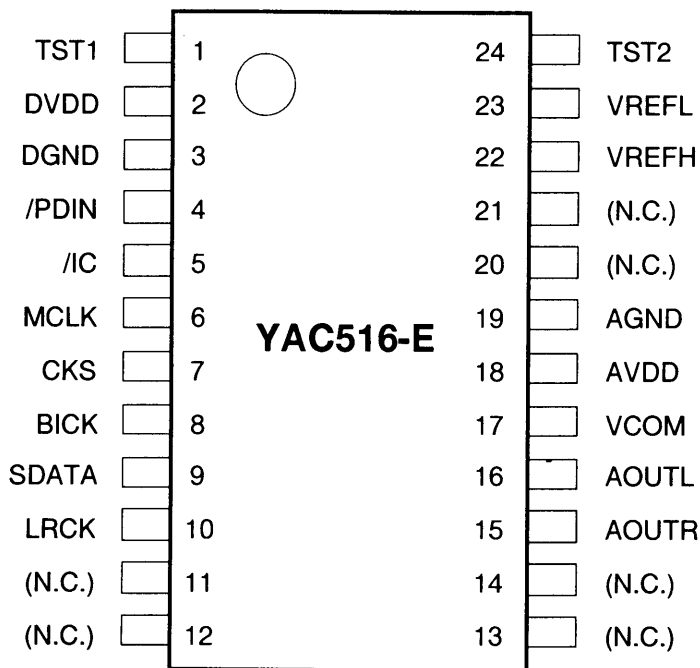 TST1 1 24 TST2
DVDD 2 23 VREFL
DGND 3 22 VREFH
/PDIN 4 21 (N.C.)
/IC 5 20 (N.C.)
MCLK 6 19 AGND
YAC516-E
CKS 7 18 AVDD
BICK 8 17 VCOM
SDATA 9 16 AOUTL
LRCK 10 15 AOUTR
(N.C.) 11 14 (N.C.)
(N.C.) 12 13 (N.C.)